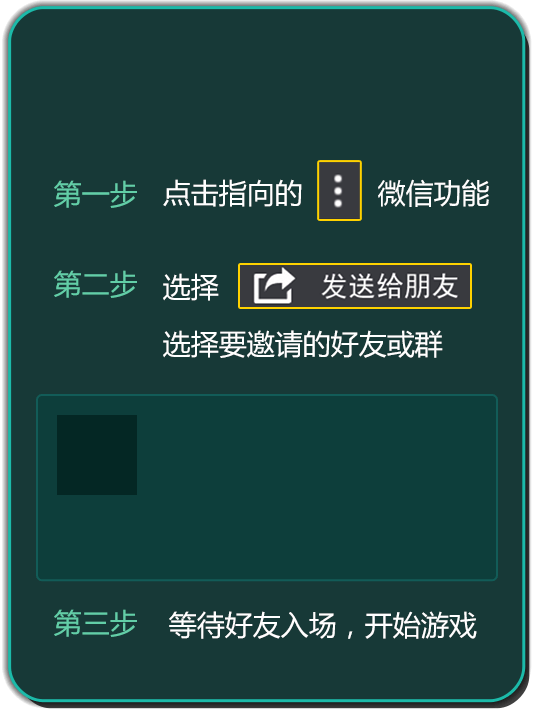 第一步 点击指向的 微信功能
第二步 选择 发送给朋友
选择要邀请的好友或群
第三步 等待好友入场，开始游戏